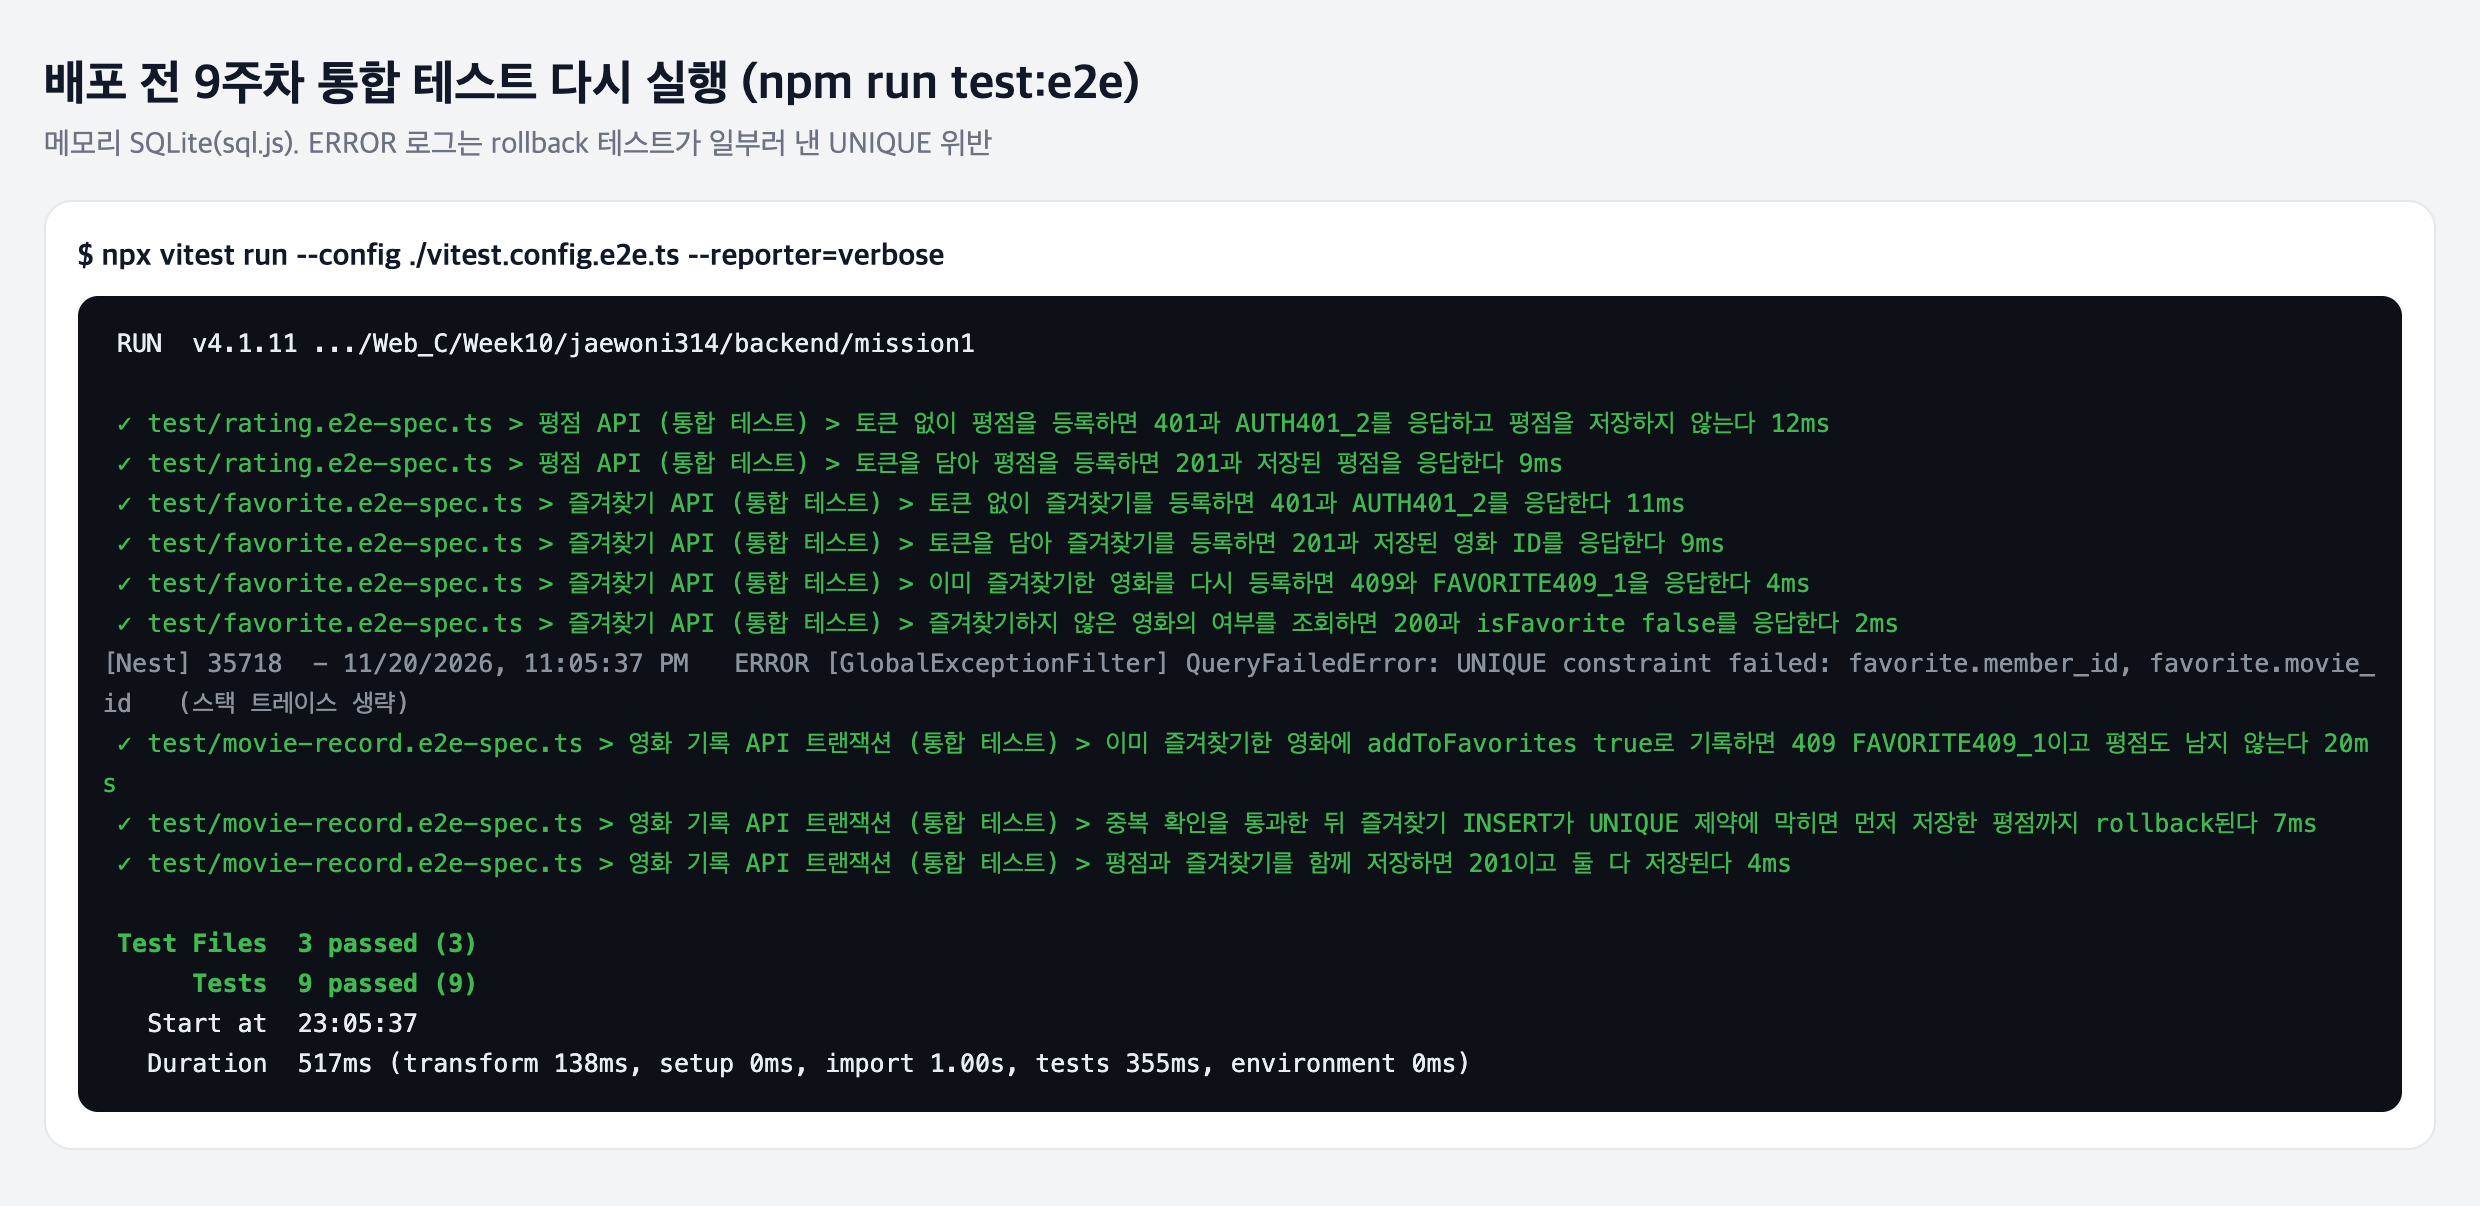 배포 전 9주차 통합 테스트 다시 실행 (npm run test:e2e)
메모리 SQLite(sql.js). ERROR 로그는 rollback 테스트가 일부러 낸 UNIQUE 위반
$ npx vitest run --config ./vitest.config.e2e.ts --reporter=verbose
RUN  v4.1.11 .../Web_C/Week10/jaewoni314/backend/mission1
✓ test/rating.e2e-spec.ts > 평점 API (통합 테스트) > 토큰 없이 평점을 등록하면 401과 AUTH401_2를 응답하고 평점을 저장하지 않는다 12ms
✓ test/rating.e2e-spec.ts > 평점 API (통합 테스트) > 토큰을 담아 평점을 등록하면 201과 저장된 평점을 응답한다 9ms
✓ test/favorite.e2e-spec.ts > 즐겨찾기 API (통합 테스트) > 토큰 없이 즐겨찾기를 등록하면 401과 AUTH401_2를 응답한다 11ms
✓ test/favorite.e2e-spec.ts > 즐겨찾기 API (통합 테스트) > 토큰을 담아 즐겨찾기를 등록하면 201과 저장된 영화 ID를 응답한다 9ms
✓ test/favorite.e2e-spec.ts > 즐겨찾기 API (통합 테스트) > 이미 즐겨찾기한 영화를 다시 등록하면 409와 FAVORITE409_1을 응답한다 4ms
✓ test/favorite.e2e-spec.ts > 즐겨찾기 API (통합 테스트) > 즐겨찾기하지 않은 영화의 여부를 조회하면 200과 isFavorite false를 응답한다 2ms
[Nest] 35718  – 11/20/2026, 11:05:37 PM   ERROR [GlobalExceptionFilter] QueryFailedError: UNIQUE constraint failed: favorite.member_id, favorite.movie_
id   (스택 트레이스 생략)
✓ test/movie-record.e2e-spec.ts > 영화 기록 API 트랜잭션 (통합 테스트) > 이미 즐겨찾기한 영화에 addToFavorites true로 기록하면 409 FAVORITE409_1이고 평점도 남지 않는다 20m
s
✓ test/movie-record.e2e-spec.ts > 영화 기록 API 트랜잭션 (통합 테스트) > 중복 확인을 통과한 뒤 즐겨찾기 INSERT가 UNIQUE 제약에 막히면 먼저 저장한 평점까지 rollback된다 7ms
✓ test/movie-record.e2e-spec.ts > 영화 기록 API 트랜잭션 (통합 테스트) > 평점과 즐겨찾기를 함께 저장하면 201이고 둘 다 저장된다 4ms
Test Files  3 passed (3)
Tests  9 passed (9)
Start at  23:05:37
Duration  517ms (transform 138ms, setup 0ms, import 1.00s, tests 355ms, environment 0ms)